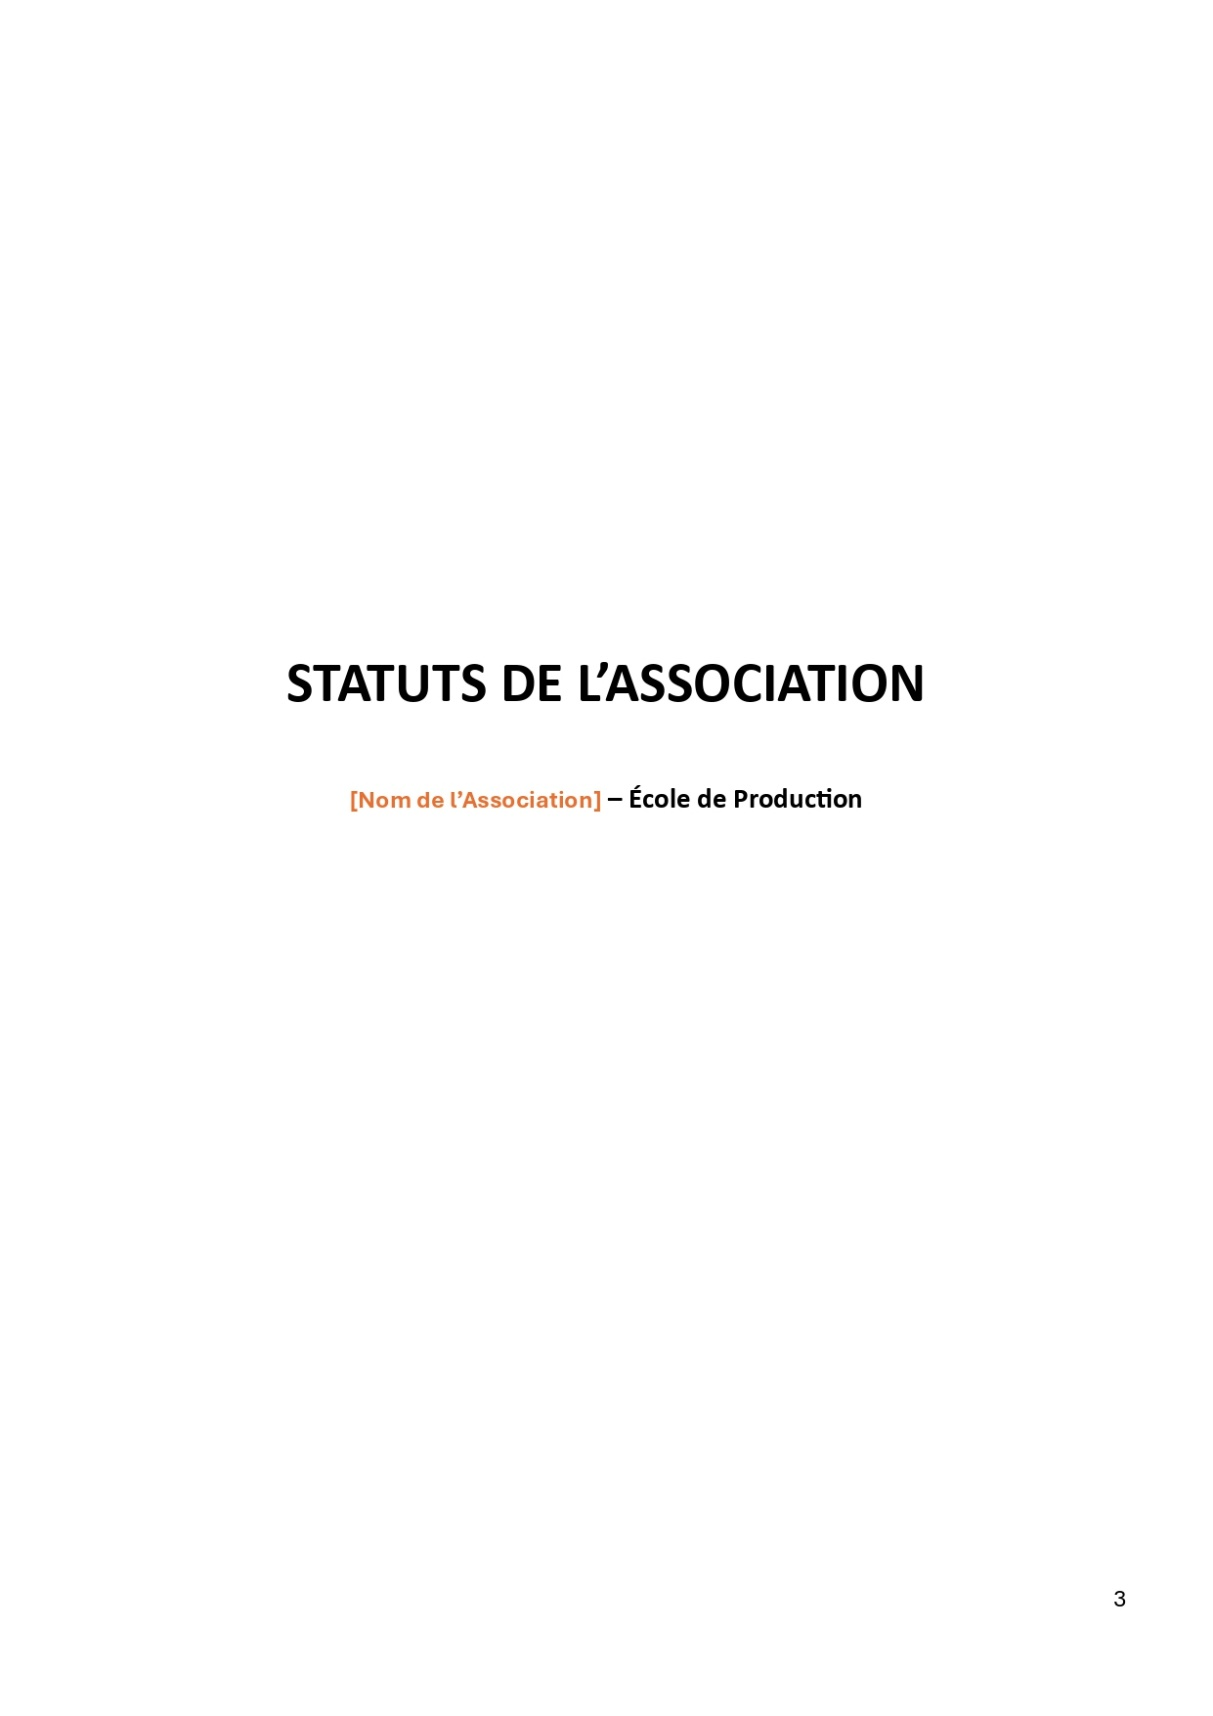 STATUTS DE L’ASSOCIATION
[Nom de l’Association] – École de Production
3